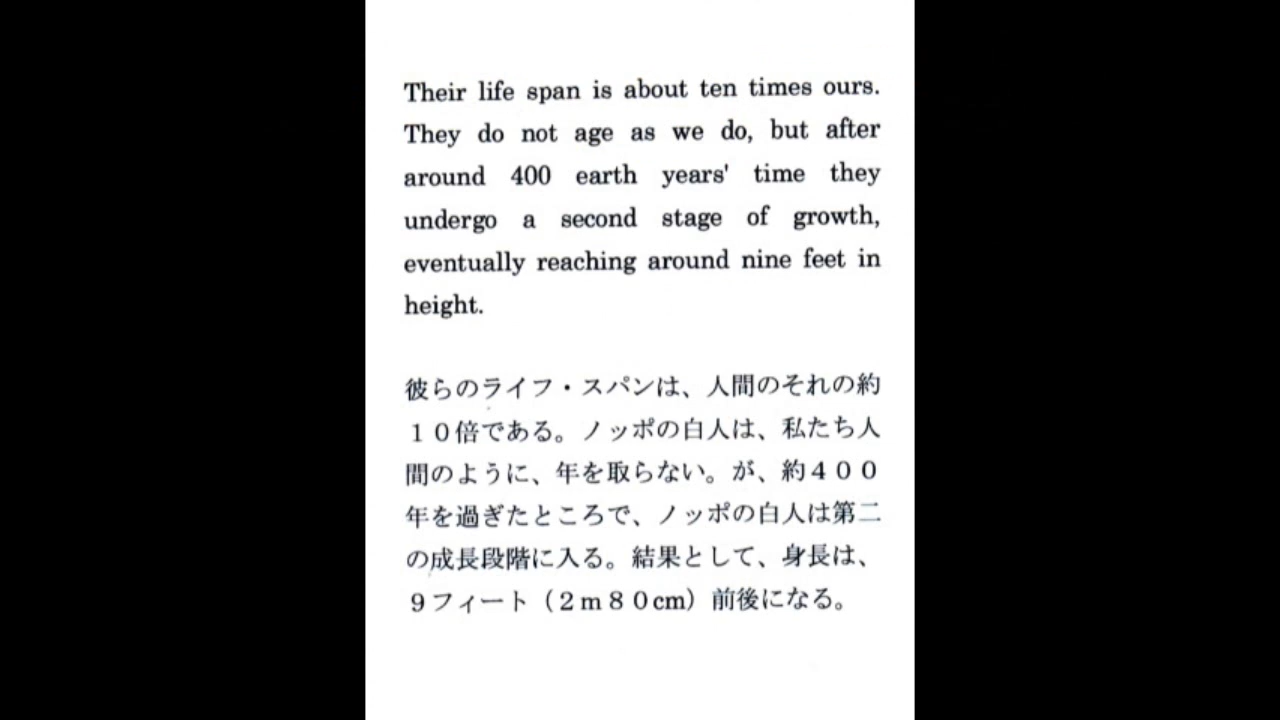 Their life span is about ten times ours.
They do not age as we do, but after
around 400 earth years' time they
undergo a second stage of growth,
eventually reaching around nine feet in
height.
彼らのライフ・スパンは、人間のそれの約
１０倍である。ノッポの白人は、私たち人
間のように、年を取らない。が、約４００
年を過ぎたところで、ノッポの白人は第二
の成長段階に入る。結果として、身長は、
９フィート（２ｍ８０cm）前後になる。